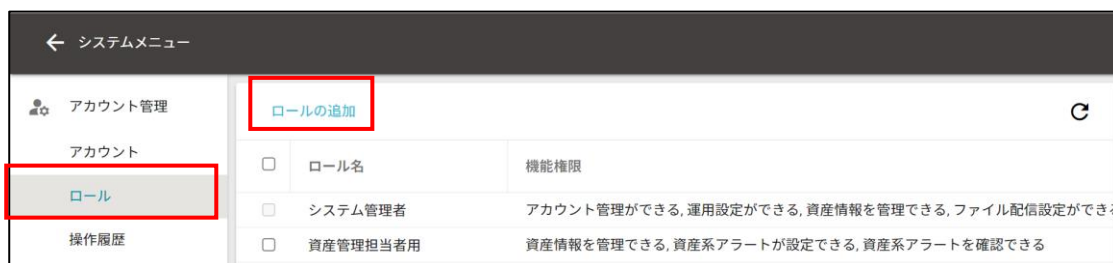 システムメニュー
アカウント管理
アカウント
ロール
操作履歴
ロールの追加
ロール名 機能権限
システム管理者 アカウント管理ができる, 運用設定ができる, 資産情報を管理できる, ファイル配信設定ができ
資産管理担当者用 資産情報を管理できる, 資産系アラートが設定できる, 資産系アラートを確認できる